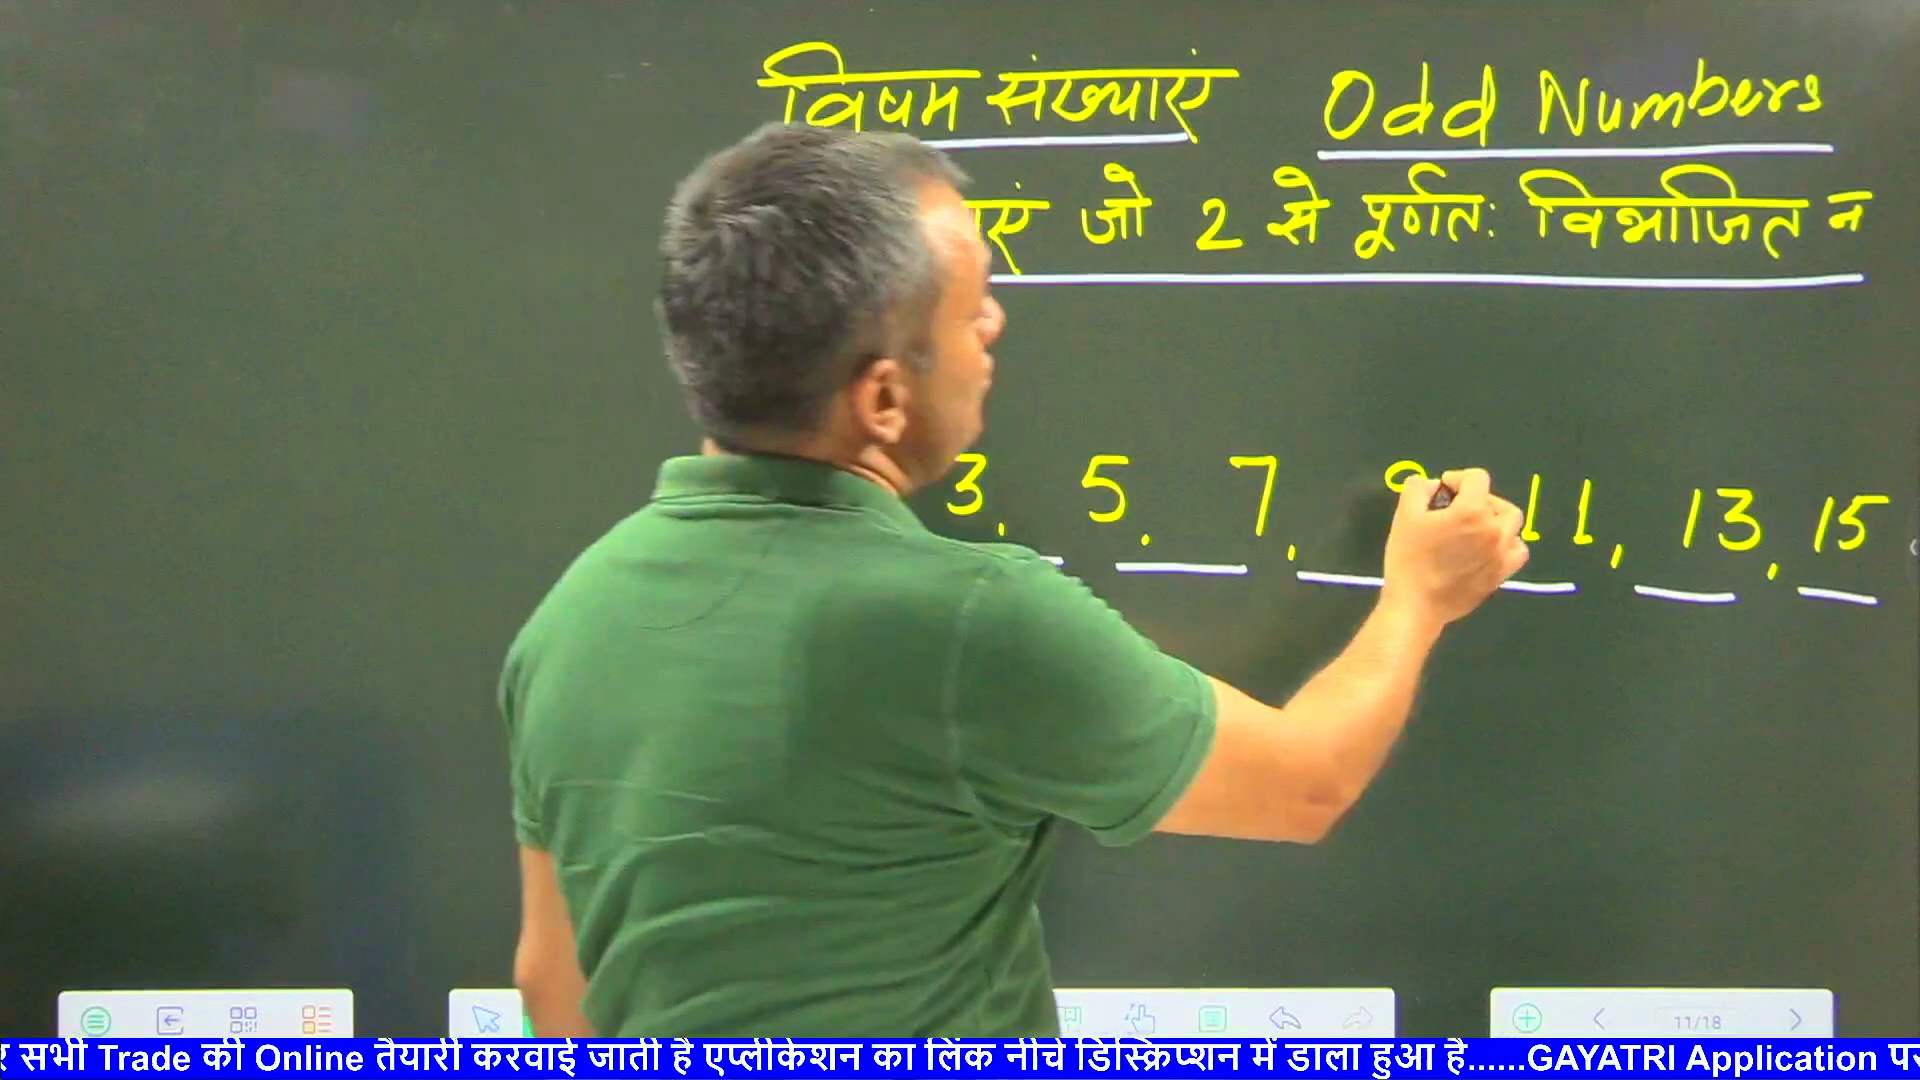 विषम संख्याएं Odd Numbers
जो 2 से पूर्णत: विभाजित न
3, 5, 7, 9, 11, 13, 15
11/18
सभी Trade की Online तैयारी करवाई जाती है एप्लीकेशन का लिंक नीचे डिस्क्रिप्शन में डाला हुआ है......GAYATRI Application